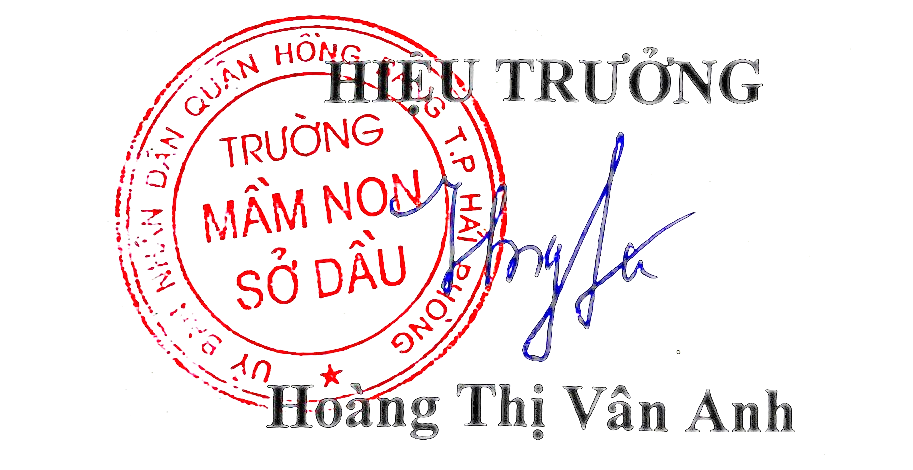 HIỆU TRƯỞNG
UỶ BAN NHÂN DÂN QUẬN HỒNG BÀNG T.P HẢI PHÒNG
TRƯỜNG
MẦM NON
SỞ DẦU
Hoàng Thị Vân Anh